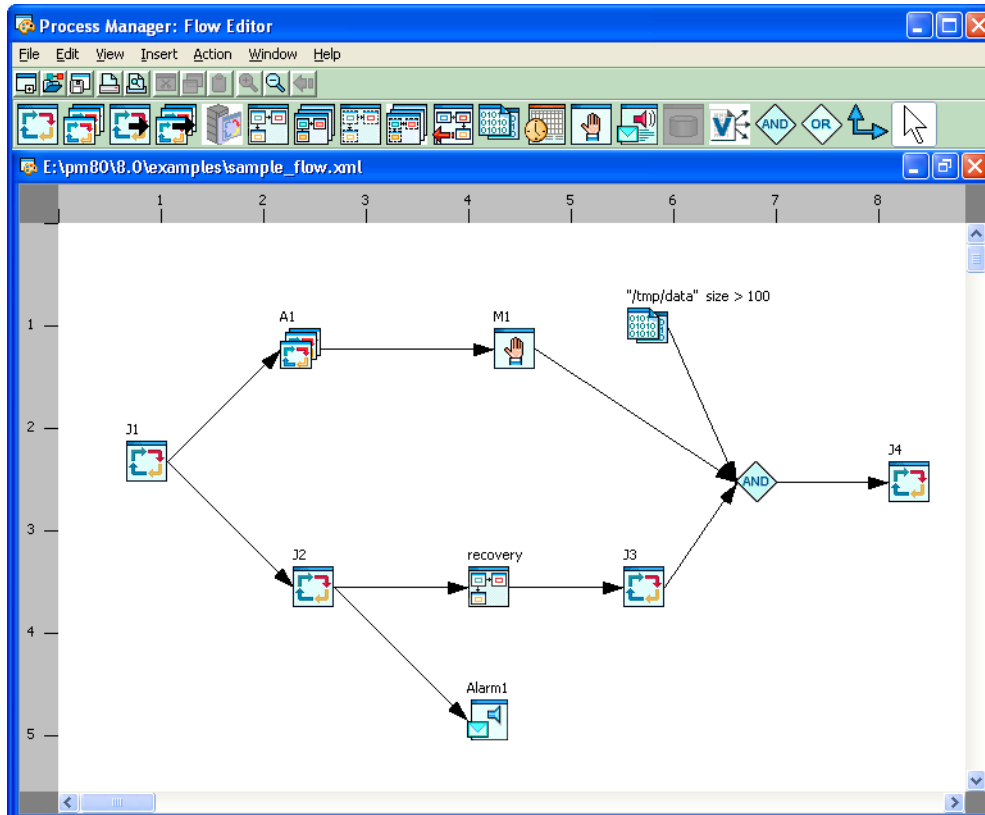 Process Manager: Flow Editor
File Edit View Insert Action Window Help
AND OR
E:\pm80\8.0\examples\sample_flow.xml
1 2 3 4 5 6 7 8
"/tmp/data" size > 100
1
A1 M1
2
J1 J4
AND
3
J2 recovery J3
4
Alarm1
5